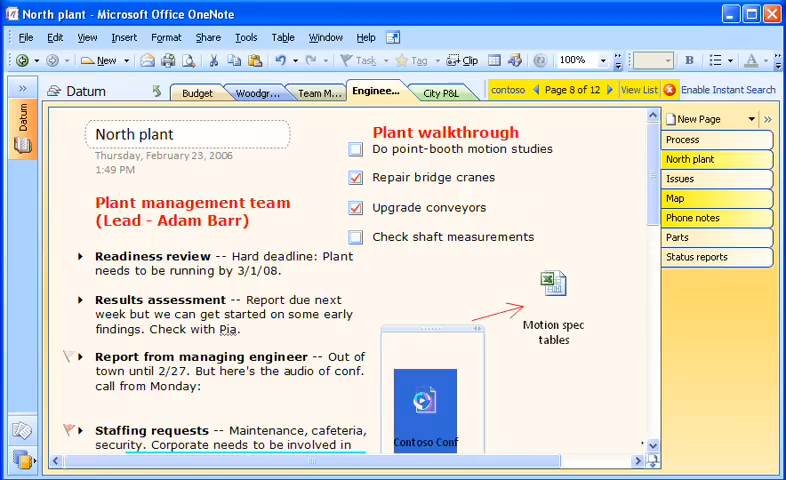 North plant - Microsoft Office OneNote
File Edit View Insert Format Share Tools Table Window Help
New Task Tag Clip 100% B A
Datum Budget Woodgr... Team M... Enginee... City P&L contoso Page 8 of 12 View List Enable Instant Search
Datum
North plant
Thursday, February 23, 2006
1:49 PM
Plant management team
(Lead - Adam Barr)
Readiness review -- Hard deadline: Plant
needs to be running by 3/1/08.
Results assessment -- Report due next
week but we can get started on some early
findings. Check with Pia.
Report from managing engineer -- Out of
town until 2/27. But here's the audio of conf.
call from Monday:
Staffing requests -- Maintenance, cafeteria,
security. Corporate needs to be involved in
Plant walkthrough
Do point-booth motion studies
Repair bridge cranes
Upgrade conveyors
Check shaft measurements
Motion spec
tables
Contoso Conf
New Page
Process
North plant
Issues
Map
Phone notes
Parts
Status reports